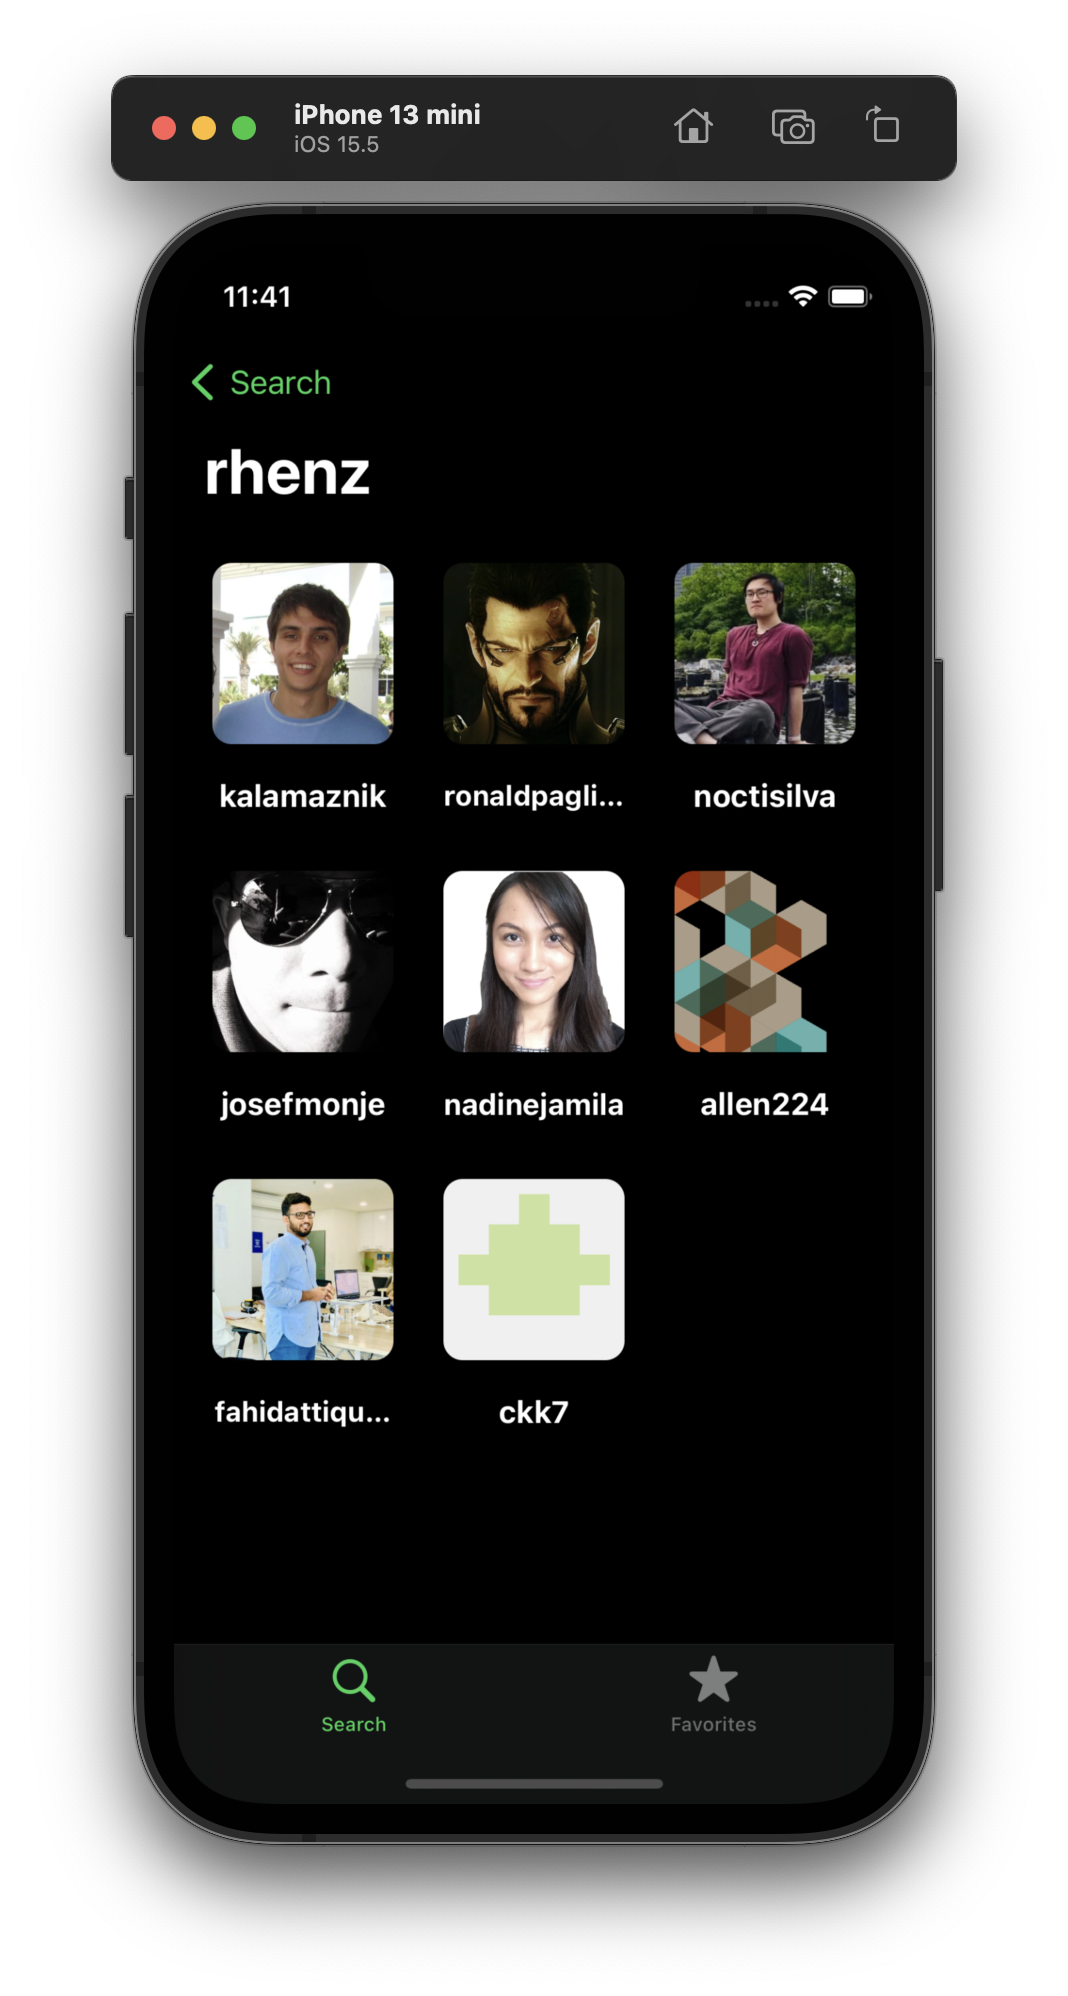 iPhone 13 mini
iOS 15.5
11:41
Search
rhenz
kalamaznik
ronaldpagli...
noctisilva
josefmonje
nadinejamila
allen224
fahidattiqu...
ckk7
Search
Favorites